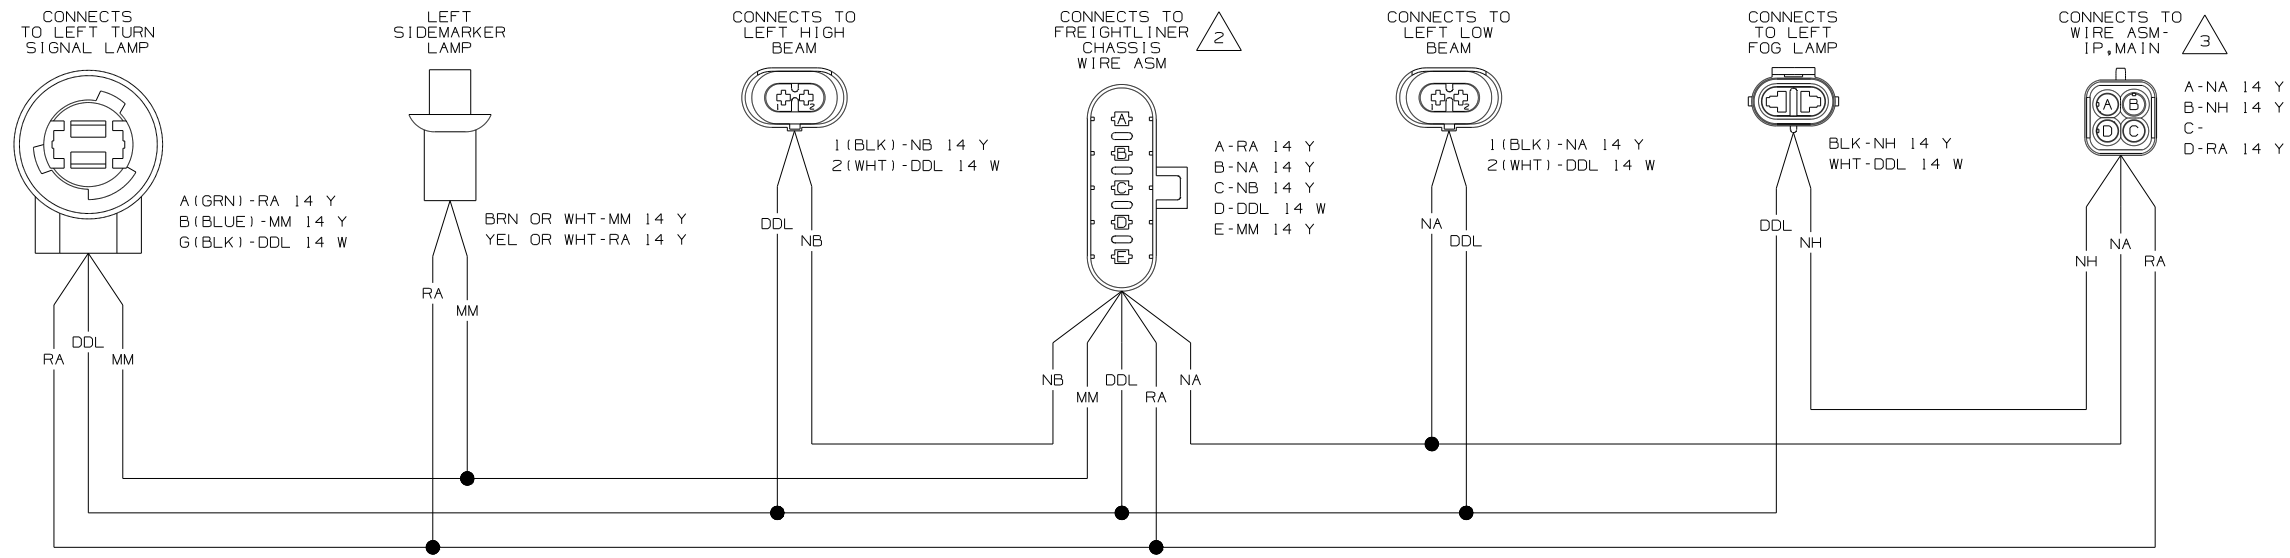 CONNECTS
TO LEFT TURN
SIGNAL LAMP
A(GRN)-RA 14 Y
B(BLUE)-MM 14 Y
G(BLK)-DDL 14 W
RA
DDL
MM
LEFT
SIDEMARKER
LAMP
BRN OR WHT-MM 14 Y
YEL OR WHT-RA 14 Y
RA
MM
CONNECTS TO
LEFT HIGH
BEAM
1
2
1(BLK)-NB 14 Y
2(WHT)-DDL 14 W
DDL
NB
CONNECTS TO
FREIGHTLINER
CHASSIS
WIRE ASM
2
A
B
C
D
E
A-RA 14 Y
B-NA 14 Y
C-NB 14 Y
D-DDL 14 W
E-MM 14 Y
NB
MM
DDL
RA
NA
CONNECTS TO
LEFT LOW
BEAM
1
2
1(BLK)-NA 14 Y
2(WHT)-DDL 14 W
NA
DDL
CONNECTS
TO LEFT
FOG LAMP
BLK-NH 14 Y
WHT-DDL 14 W
DDL
NH
CONNECTS TO
WIRE ASM-
IP,MAIN
3
A
B
D
C
A-NA 14 Y
B-NH 14 Y
C-
D-RA 14 Y
NH
NA
RA